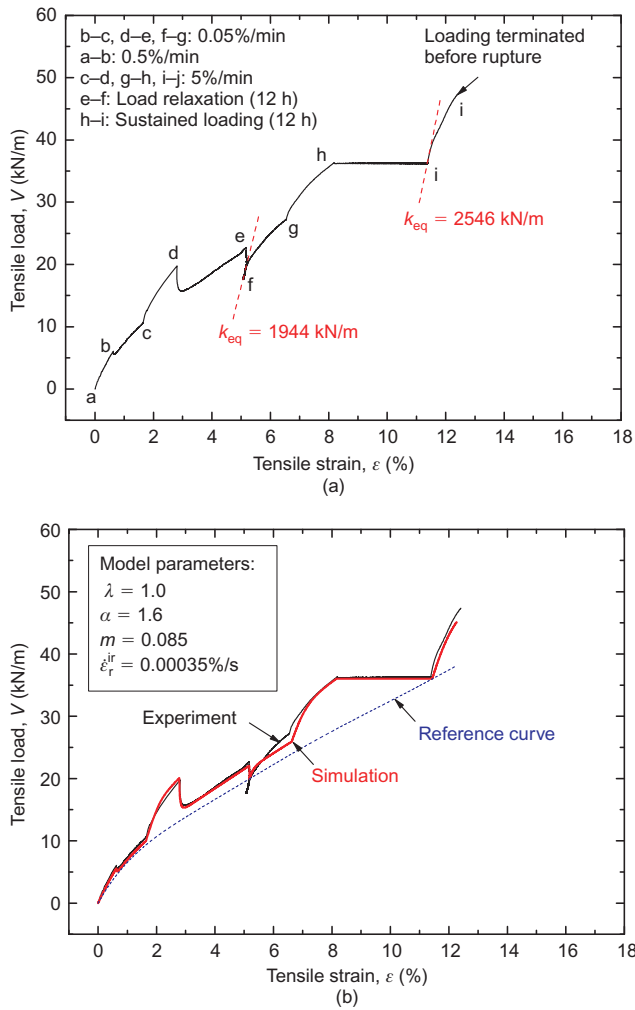 b–c, d–e, f–g: 0.05%/min
a–b: 0.5%/min
c–d, g–h, i–j: 5%/min
e–f: Load relaxation (12 h)
h–i: Sustained loading (12 h)
Loading terminated
before rupture
60
50
40
30
20
10
0
Tensile load, V (kN/m)
a
b
c
d
e
f
g
h
i
i
k_eq = 1944 kN/m
k_eq = 2546 kN/m
0 2 4 6 8 10 12 14 16 18
Tensile strain, ε (%)
(a)
60
50
40
30
20
10
0
Tensile load, V (kN/m)
Model parameters:
λ = 1.0
α = 1.6
m = 0.085
ε̇_r^ir = 0.00035%/s
Experiment
Reference curve
Simulation
0 2 4 6 8 10 12 14 16 18
Tensile strain, ε (%)
(b)